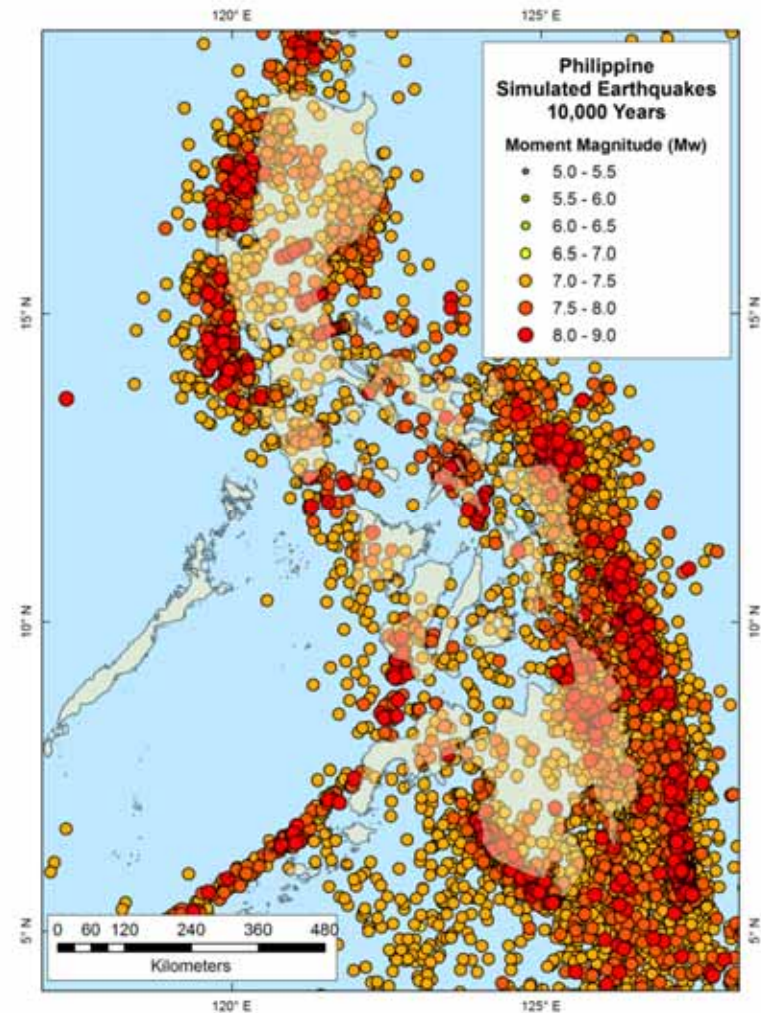 120° E
125° E
Philippine
Simulated Earthquakes
10,000 Years
Moment Magnitude (Mw)
5.0 - 5.5
5.5 - 6.0
6.0 - 6.5
6.5 - 7.0
7.0 - 7.5
7.5 - 8.0
8.0 - 9.0
15° N
15° N
10° N
10° N
5° N
5° N
0 60 120 240 360 480
Kilometers
120° E
125° E